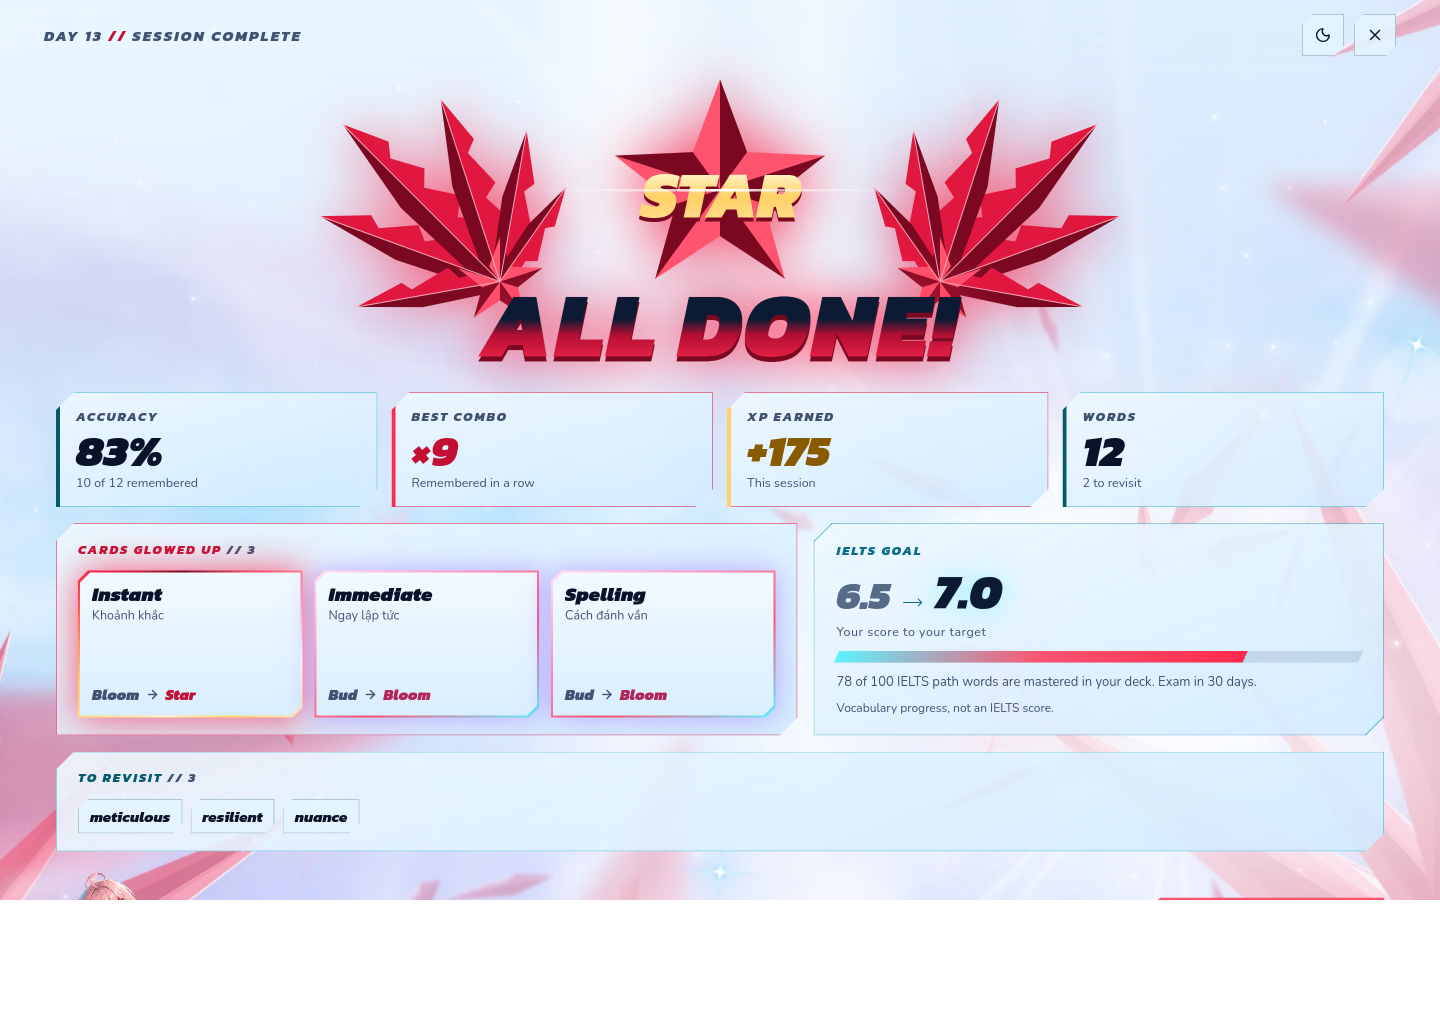 DAY 13 // SESSION COMPLETE
STAR
ALL DONE!
ACCURACY
83%
10 of 12 remembered
BEST COMBO
×9
Remembered in a row
XP EARNED
+175
This session
WORDS
12
2 to revisit
CARDS GLOWED UP // 3
Instant
Khoảnh khắc
Bloom → Star
Immediate
Ngay lập tức
Bud → Bloom
Spelling
Cách đánh vần
Bud → Bloom
IELTS GOAL
6.5 → 7.0
Your score to your target
78 of 100 IELTS path words are mastered in your deck. Exam in 30 days.
Vocabulary progress, not an IELTS score.
TO REVISIT // 3
meticulous
resilient
nuance